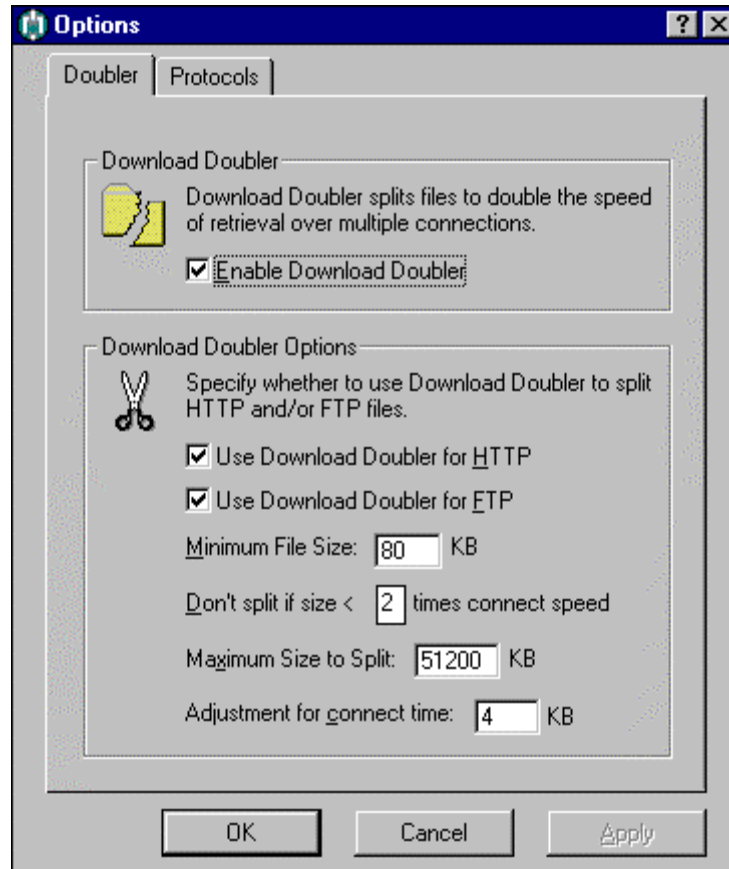 Options
Doubler Protocols
Download Doubler
Download Doubler splits files to double the speed
of retrieval over multiple connections.
Enable Download Doubler
Download Doubler Options
Specify whether to use Download Doubler to split
HTTP and/or FTP files.
Use Download Doubler for HTTP
Use Download Doubler for FTP
Minimum File Size: 80 KB
Don't split if size < 2 times connect speed
Maximum Size to Split: 51200 KB
Adjustment for connect time: 4 KB
OK Cancel Apply